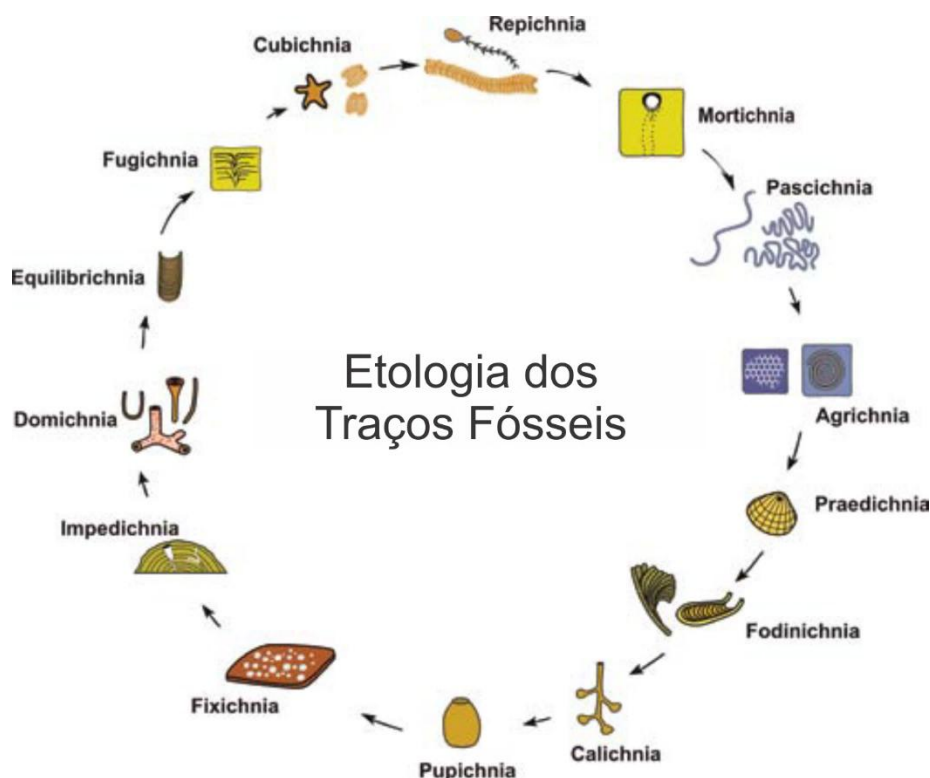 Repichnia
Cubichnia
Mortichnia
Fugichnia
Pascichnia
Equilibrichnia
Etologia dos
Traços Fósseis
Domichnia
Agrichnia
Praedichnia
Impedichnia
Fodinichnia
Fixichnia
Calichnia
Pupichnia